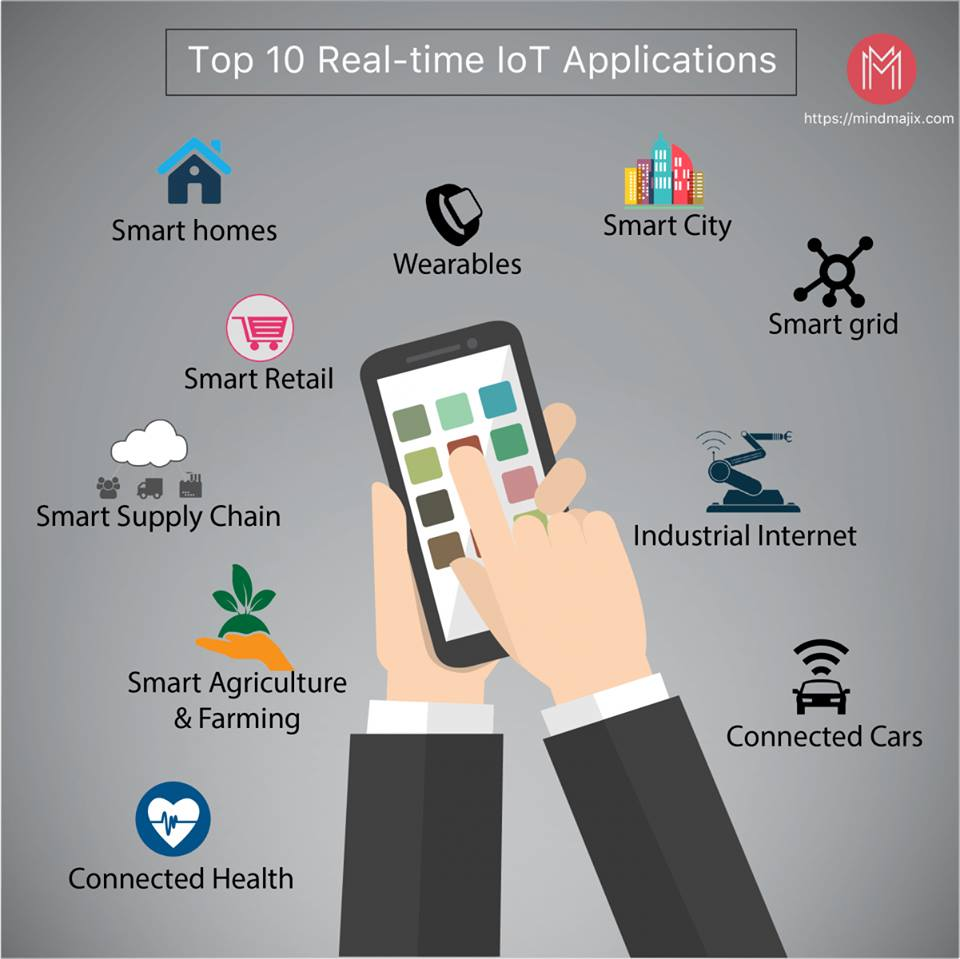 Top 10 Real-time IoT Applications
https://mindmajix.com
Smart homes
Wearables
Smart City
Smart grid
Smart Retail
Smart Supply Chain
Industrial Internet
Smart Agriculture
& Farming
Connected Cars
Connected Health